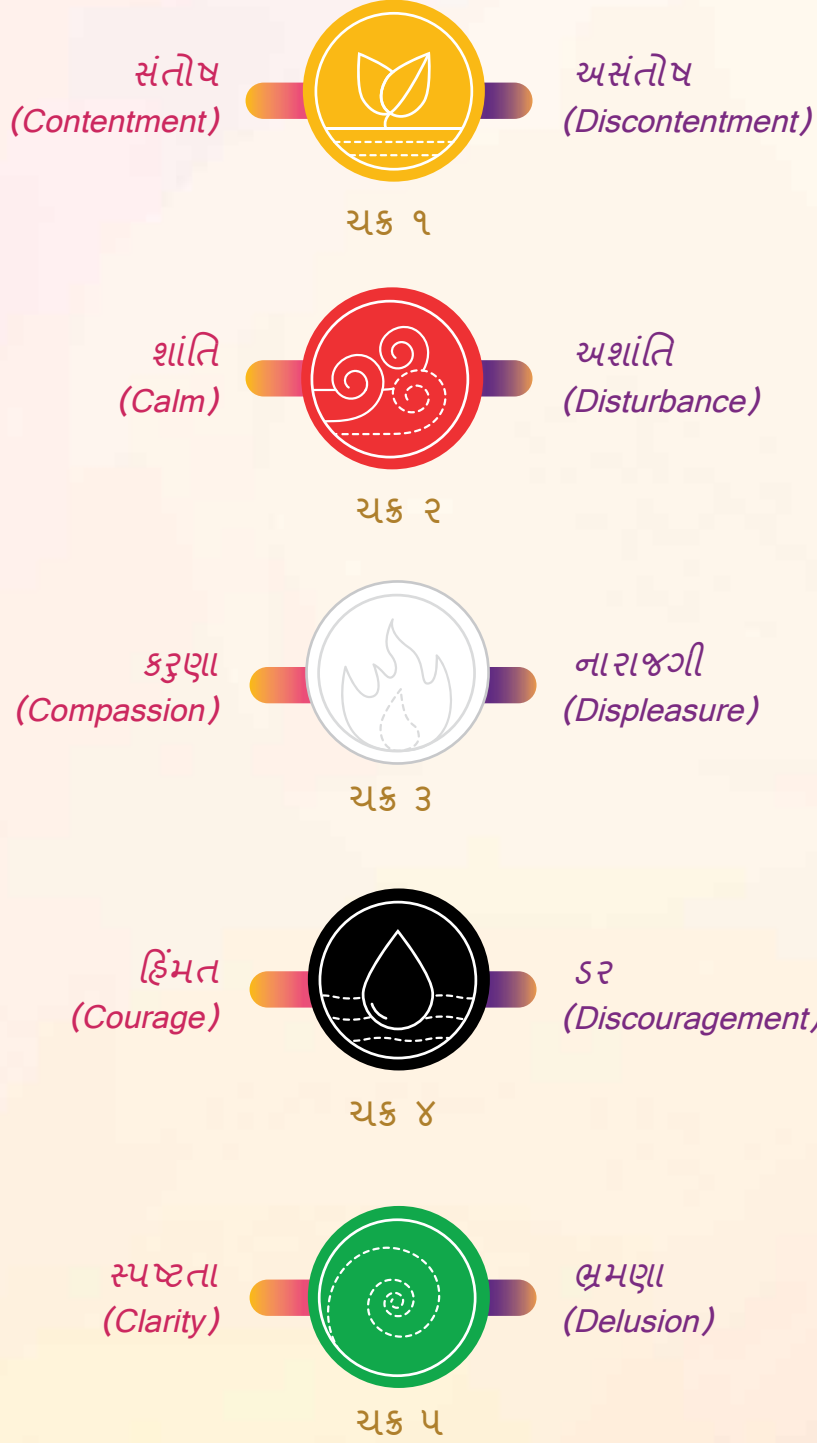 સંતોષ
(Contentment)
અસંતોષ
(Discontentment)
ચક્ર ૧
શાંતિ
(Calm)
અશાંતિ
(Disturbance)
ચક્ર ૨
કરુણા
(Compassion)
નારાજગી
(Displeasure)
ચક્ર ૩
હિંમત
(Courage)
ડર
(Discouragement)
ચક્ર ૪
સ્પષ્ટતા
(Clarity)
ભ્રમણા
(Delusion)
ચક્ર ૫